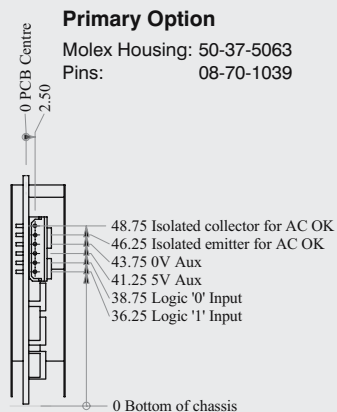 Primary Option
Molex Housing: 50-37-5063
Pins: 08-70-1039
0 PCB Centre
2.50
48.75 Isolated collector for AC OK
46.25 Isolated emitter for AC OK
43.75 0V Aux
41.25 5V Aux
38.75 Logic '0' Input
36.25 Logic '1' Input
0 Bottom of chassis